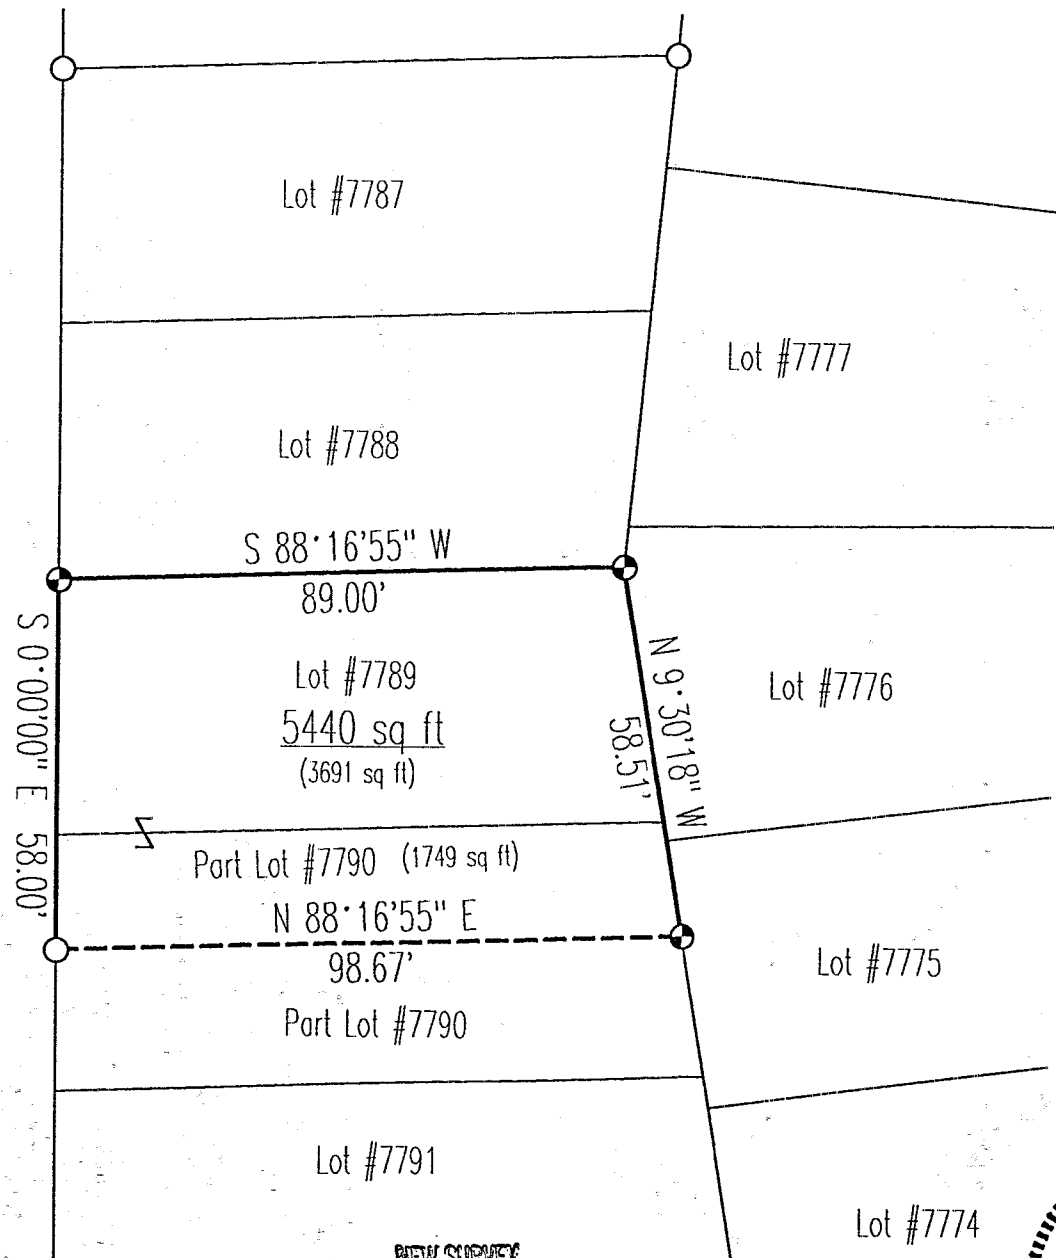 Lot #7787
Lot #7777
Lot #7788
S 88°16'55" W
89.00'
S 0°00'00" E 58.00'
Lot #7789
5440 sq ft
(3691 sq ft)
N 9°30'18" W
58.51'
Lot #7776
Part Lot #7790 (1749 sq ft)
N 88°16'55" E
98.67'
Lot #7775
Part Lot #7790
Lot #7791
Lot #7774
NEW SURVEY